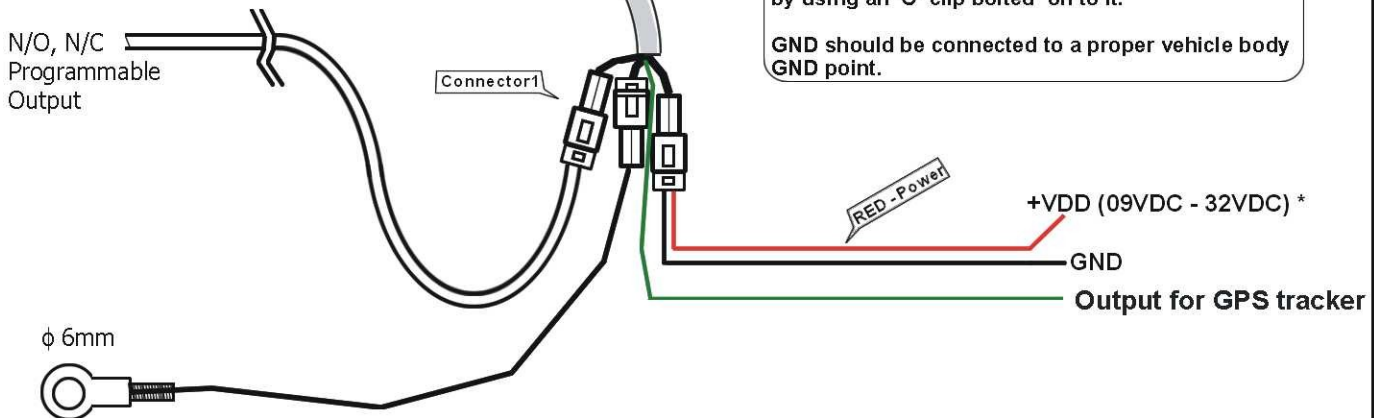 by using an "O" clip bolted on to it.
GND should be connected to a proper vehicle body
GND point.
N/O, N/C
Programmable
Output
Connector1
RED - Power
+VDD (09VDC - 32VDC) *
GND
Output for GPS tracker
ϕ 6mm